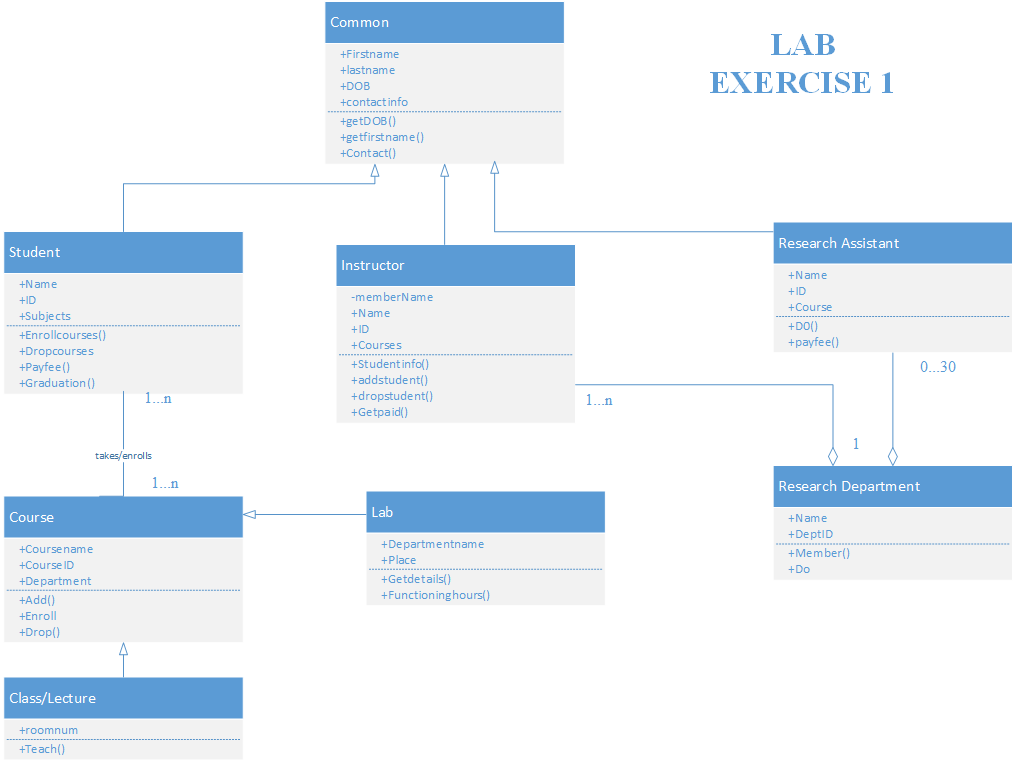 Common
+Firstname
+lastname
+DOB
+contactinfo
+getDOB()
+getfirstname()
+Contact()
LAB
EXERCISE 1
Student
+Name
+ID
+Subjects
+Enrollcourses()
+Dropcourses
+Payfee()
+Graduation()
Instructor
-memberName
+Name
+ID
+Courses
+Studentinfo()
+addstudent()
+dropstudent()
+Getpaid()
Research Assistant
+Name
+ID
+Course
+D0()
+payfee()
1...n
takes/enrolls
1...n
1...n
0...30
1
Research Department
+Name
+DeptID
+Member()
+Do
Course
+Coursename
+CourseID
+Department
+Add()
+Enroll
+Drop()
Lab
+Departmentname
+Place
+Getdetails()
+Functioninghours()
Class/Lecture
+roomnum
+Teach()